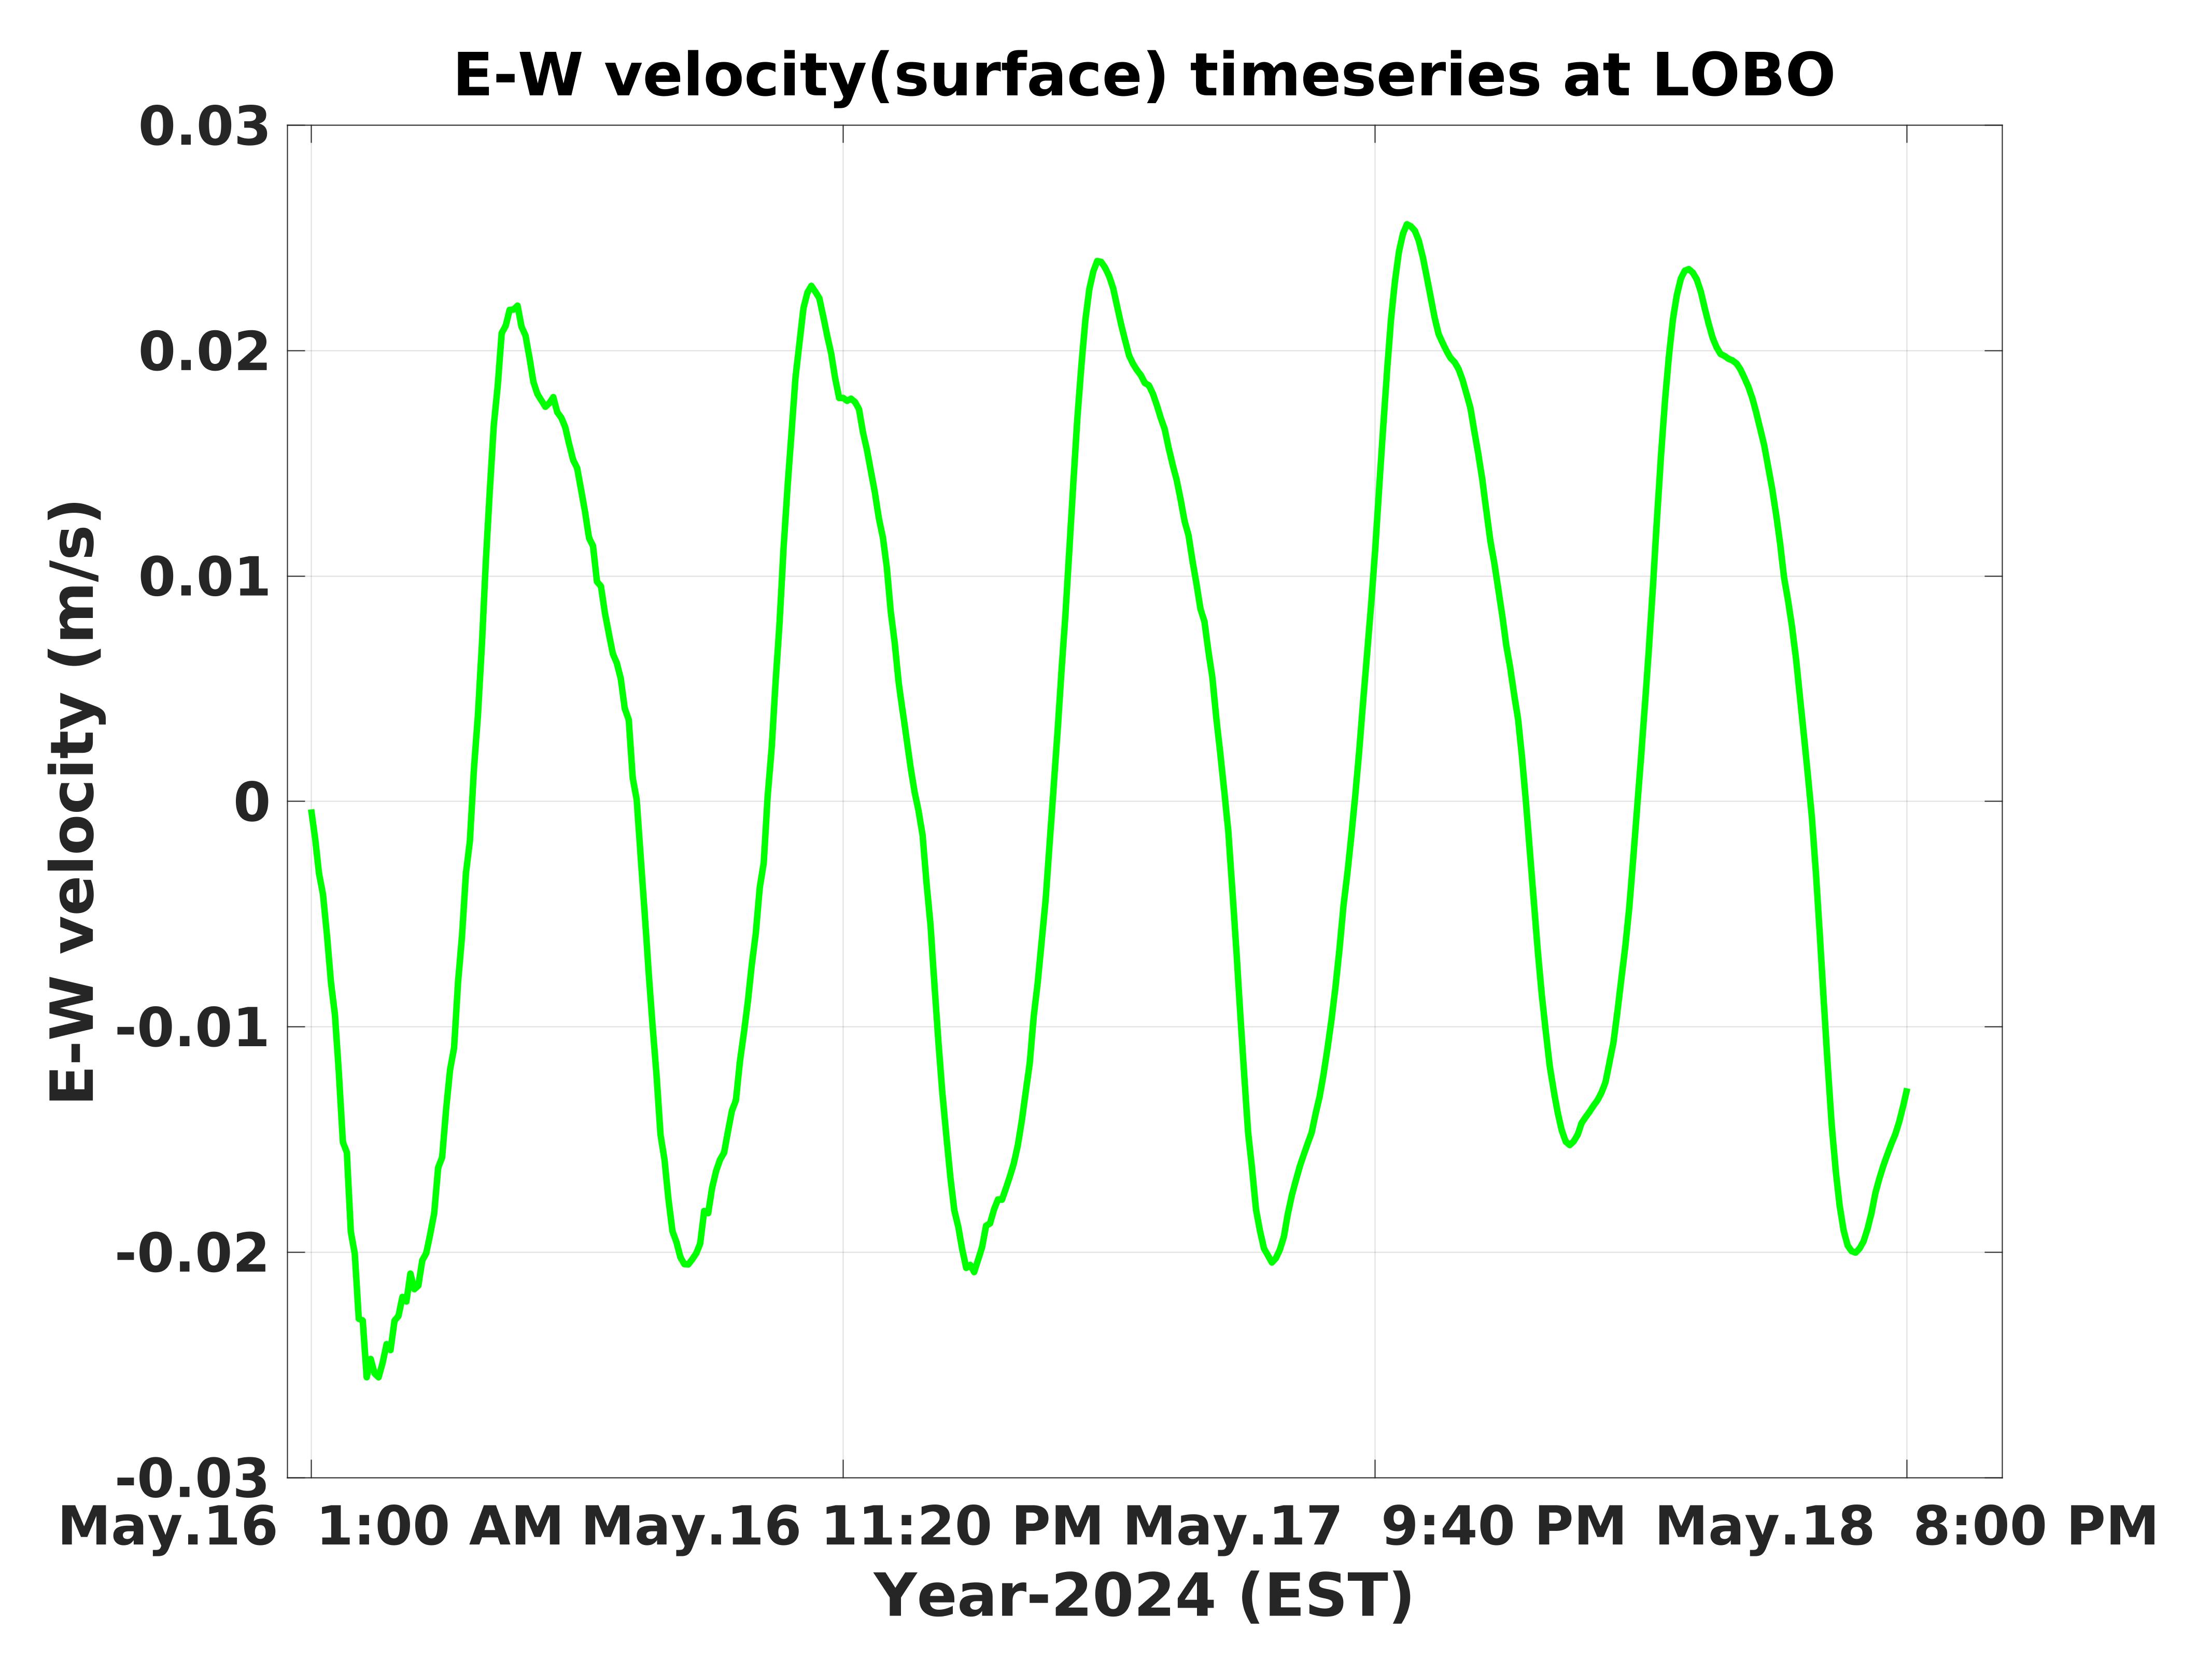 E-W velocity(surface) timeseries at LOBO
E-W velocity (m/s)
0.03
0.02
0.01
0
-0.01
-0.02
-0.03
May.16 1:00 AM May.16 11:20 PM May.17 9:40 PM May.18 8:00 PM
Year-2024 (EST)